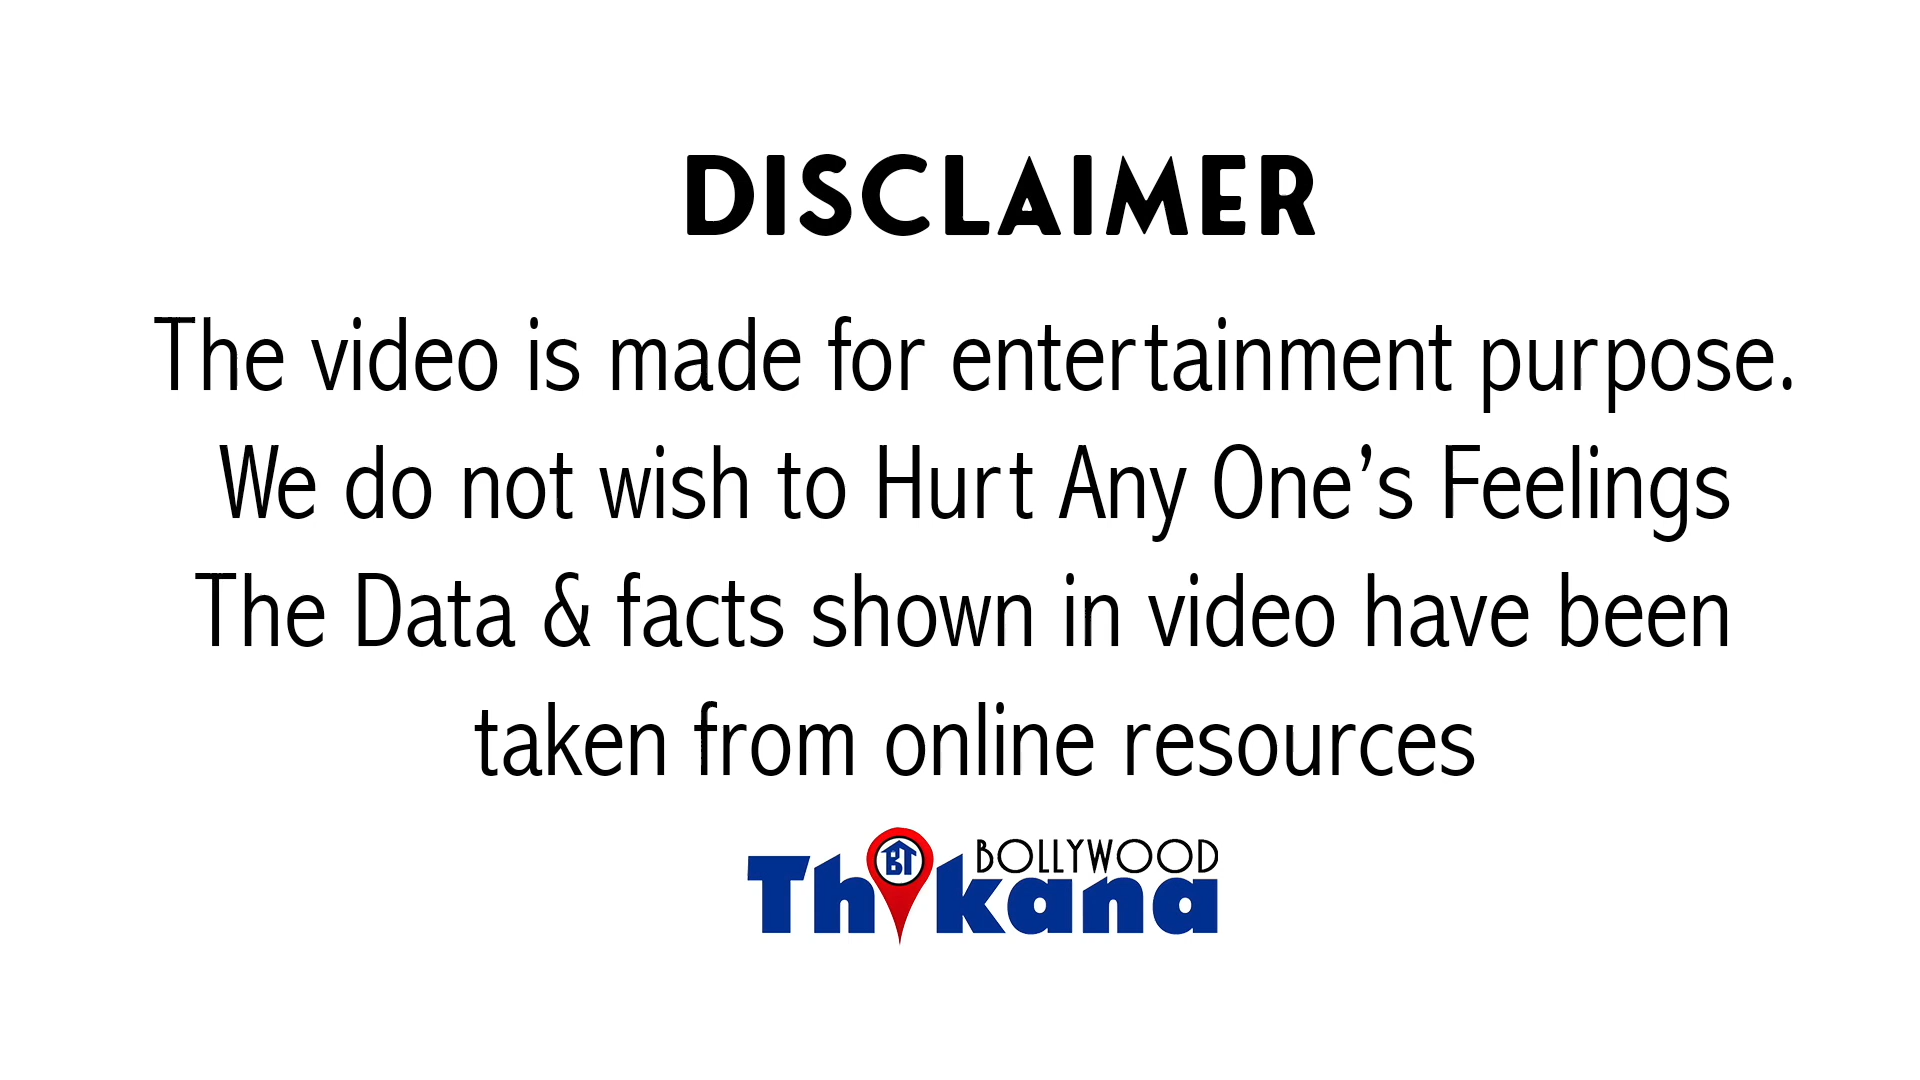 DISCLAIMER
The video is made for entertainment purpose.
We do not wish to Hurt Any One’s Feelings
The Data & facts shown in video have been
taken from online resources
BT BOLLYWOOD
Thikana